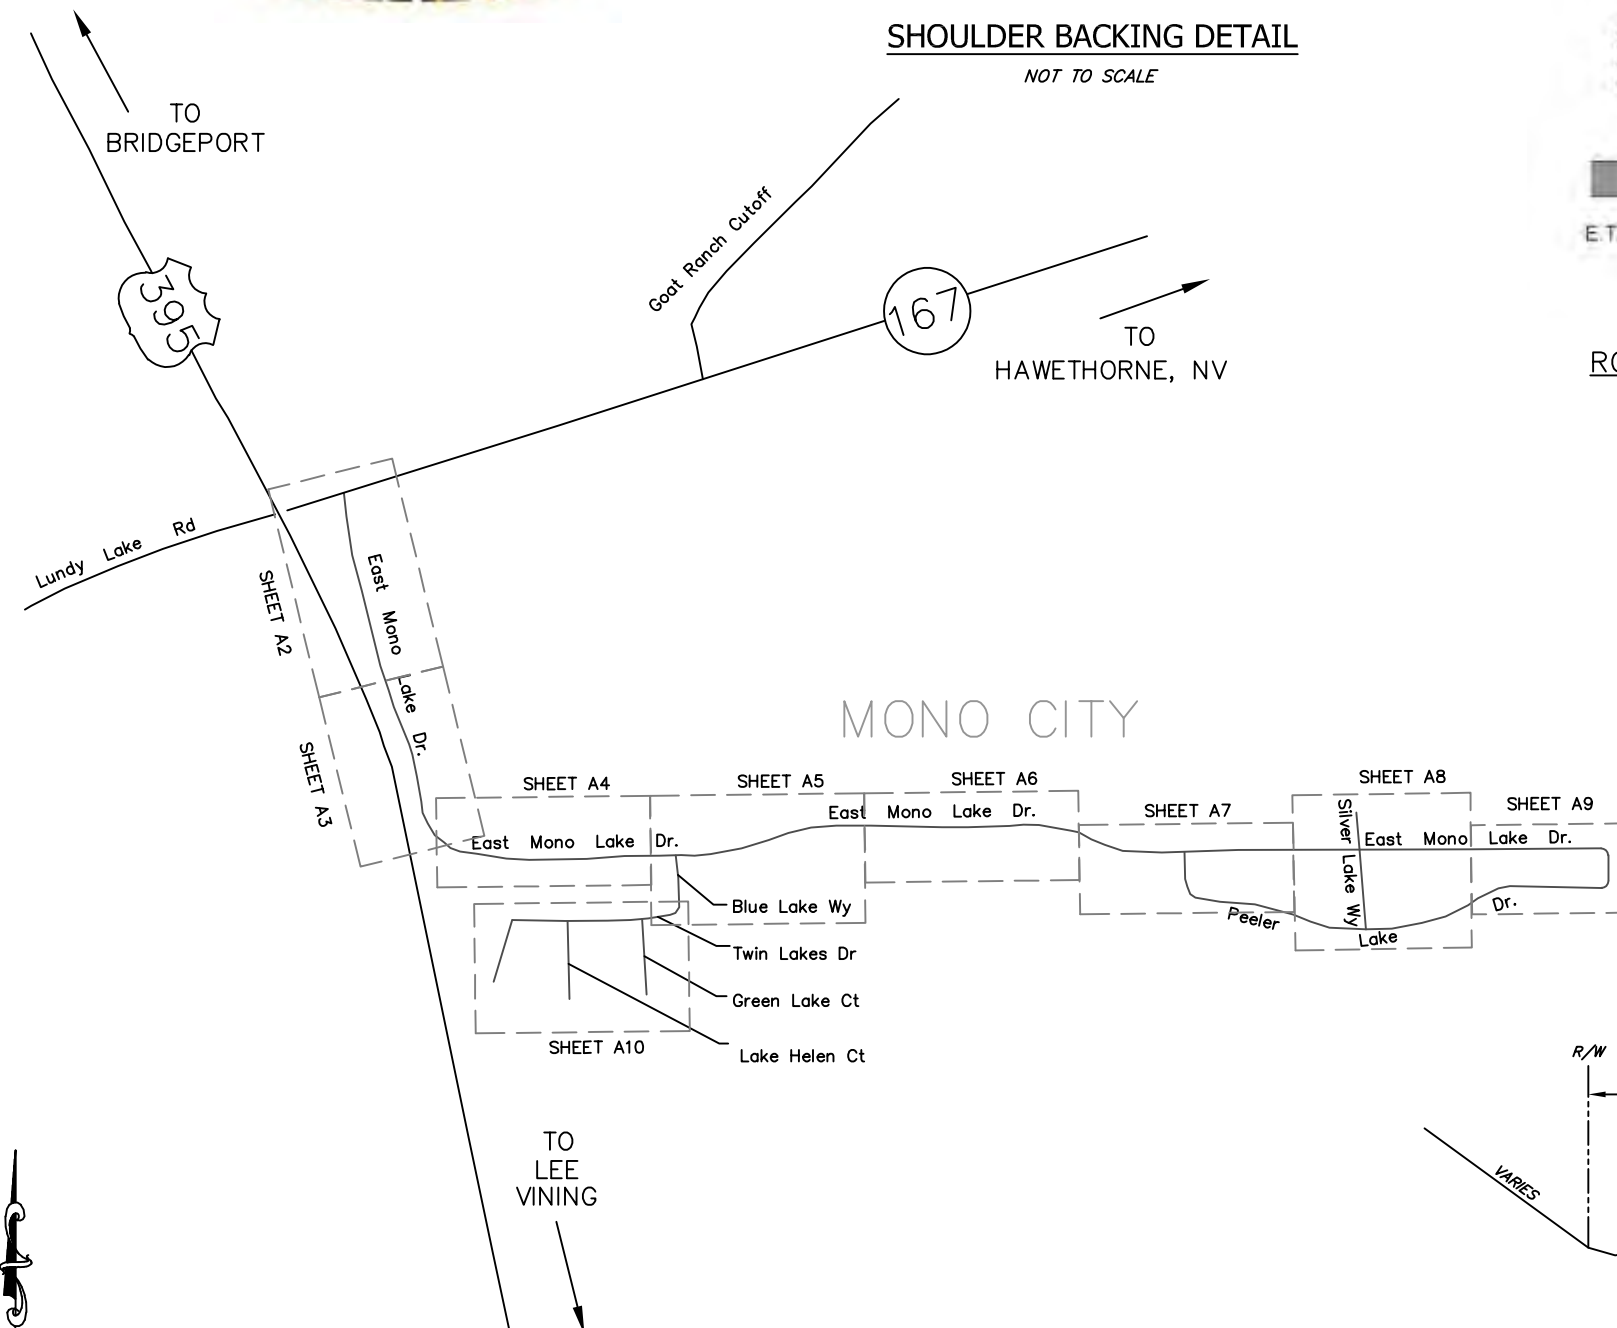 SHOULDER BACKING DETAIL
NOT TO SCALE
TO
BRIDGEPORT
395
Goat Ranch Cutoff
167
TO
HAWETHORNE, NV
Lundy Lake Rd
SHEET A2
East Mono Lake Dr.
SHEET A3
MONO CITY
SHEET A4
SHEET A5
SHEET A6
SHEET A7
SHEET A8
SHEET A9
East Mono Lake Dr.
East Mono Lake Dr.
East Mono Lake Dr.
Silver Lake Wy
Peeler Lake Dr.
Blue Lake Wy
Twin Lakes Dr
Green Lake Ct
Lake Helen Ct
SHEET A10
TO
LEE
VINING
R/W
VARIES